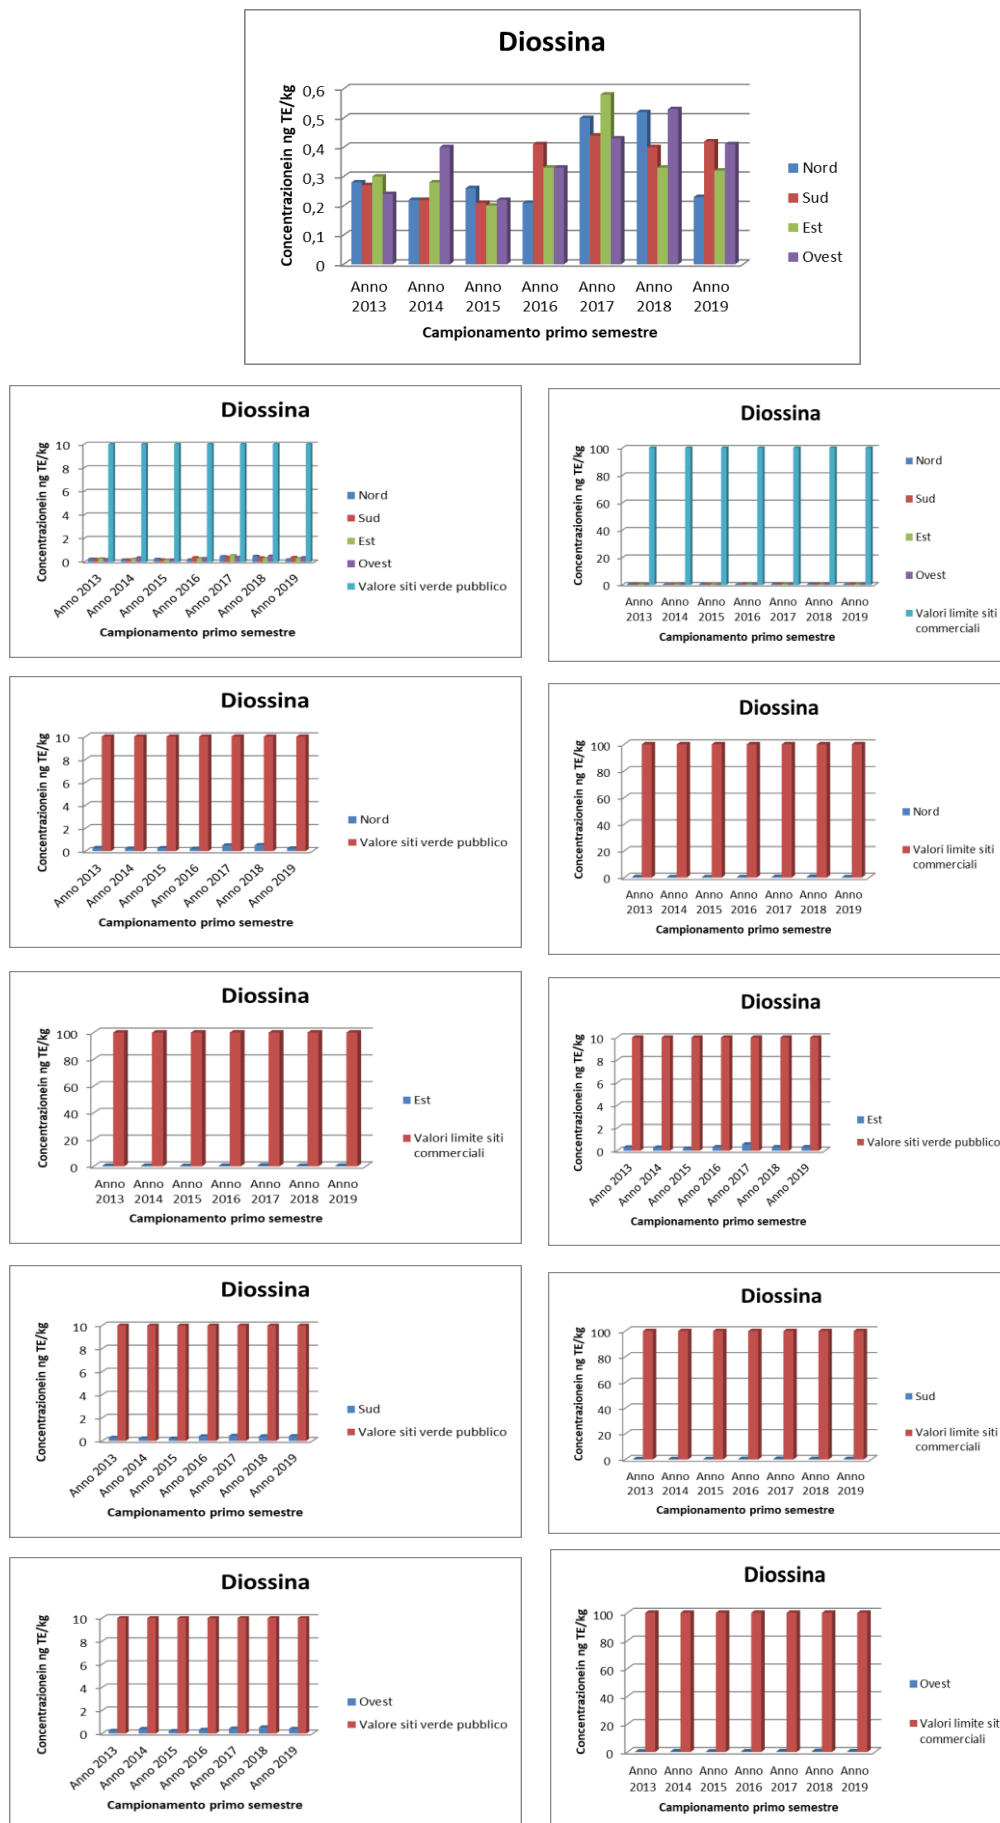 Diossina
Concentrazionein ng TE/kg
0,6
0,5
0,4
0,3
0,2
0,1
0
Anno 2013
Anno 2014
Anno 2015
Anno 2016
Anno 2017
Anno 2018
Anno 2019
Campionamento primo semestre
Nord
Sud
Est
Ovest
Diossina
Concentrazionein ng TE/kg
10
8
6
4
2
0
Anno 2013
Anno 2014
Anno 2015
Anno 2016
Anno 2017
Anno 2018
Anno 2019
Campionamento primo semestre
Nord
Sud
Est
Ovest
Valore siti verde pubblico
Diossina
Concentrazionein ng TE/kg
100
80
60
40
20
0
Anno 2013
Anno 2014
Anno 2015
Anno 2016
Anno 2017
Anno 2018
Anno 2019
Campionamento primo semestre
Nord
Sud
Est
Ovest
Valori limite siti
commerciali
Diossina
Concentrazionein ng TE/kg
10
8
6
4
2
0
Anno 2013
Anno 2014
Anno 2015
Anno 2016
Anno 2017
Anno 2018
Anno 2019
Campionamento primo semestre
Nord
Valore siti verde pubblico
Diossina
Concentrazionein ng TE/kg
100
80
60
40
20
0
Anno 2013
Anno 2014
Anno 2015
Anno 2016
Anno 2017
Anno 2018
Anno 2019
Campionamento primo semestre
Nord
Valori limite siti
commerciali
Diossina
Concentrazionein ng TE/kg
100
80
60
40
20
0
Anno 2013
Anno 2014
Anno 2015
Anno 2016
Anno 2017
Anno 2018
Anno 2019
Campionamento primo semestre
Est
Valori limite siti
commerciali
Diossina
Concentrazionein ng TE/kg
10
8
6
4
2
0
Anno 2013
Anno 2014
Anno 2015
Anno 2016
Anno 2017
Anno 2018
Anno 2019
Campionamento primo semestre
Est
Valore siti verde pubblico
Diossina
Concentrazionein ng TE/kg
10
8
6
4
2
0
Anno 2013
Anno 2014
Anno 2015
Anno 2016
Anno 2017
Anno 2018
Anno 2019
Campionamento primo semestre
Sud
Valore siti verde pubblico
Diossina
Concentrazionein ng TE/kg
100
80
60
40
20
0
Anno 2013
Anno 2014
Anno 2015
Anno 2016
Anno 2017
Anno 2018
Anno 2019
Campionamento primo semestre
Sud
Valori limite siti
commerciali
Diossina
Concentrazionein ng TE/kg
10
8
6
4
2
0
Anno 2013
Anno 2014
Anno 2015
Anno 2016
Anno 2017
Anno 2018
Anno 2019
Campionamento primo semestre
Ovest
Valore siti verde pubblico
Diossina
Concentrazionein ng TE/kg
100
80
60
40
20
0
Anno 2013
Anno 2014
Anno 2015
Anno 2016
Anno 2017
Anno 2018
Anno 2019
Campionamento primo semestre
Ovest
Valori limite siti
commerciali